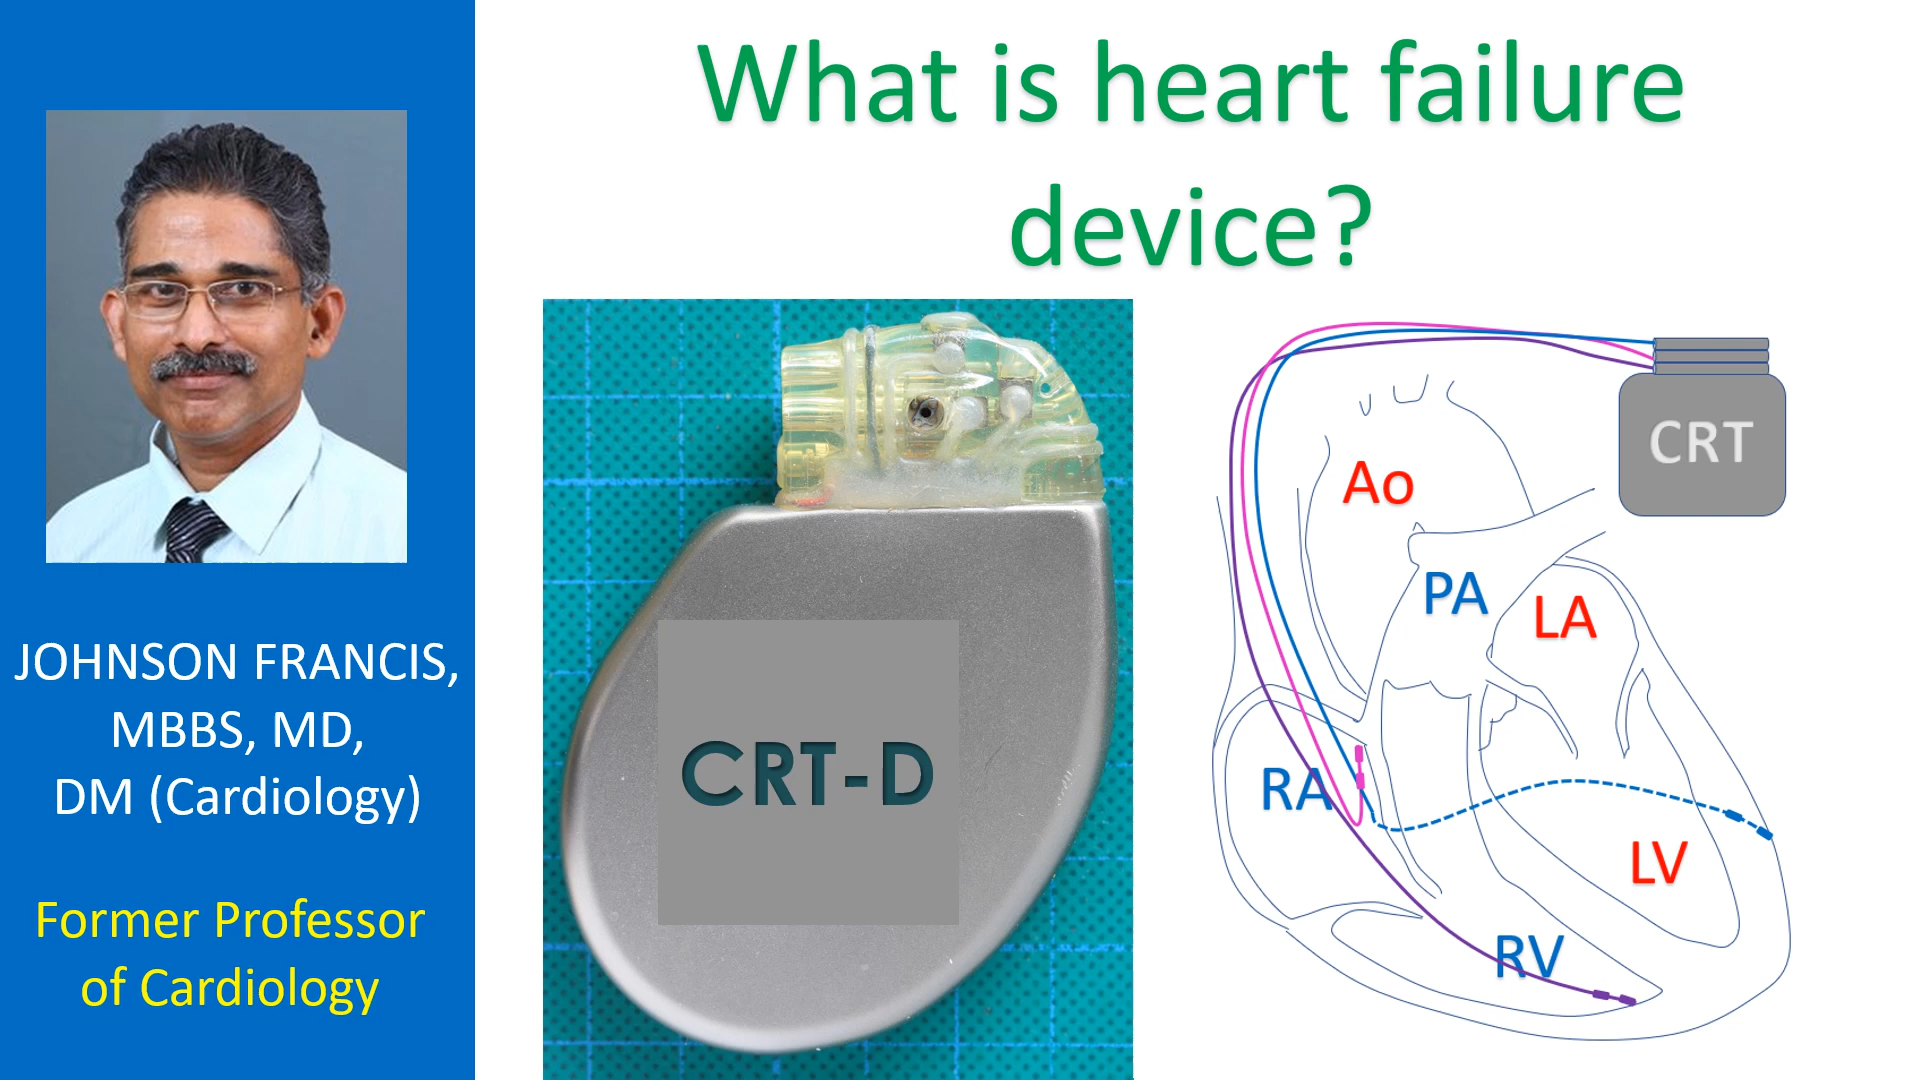 What is heart failure
device?
JOHNSON FRANCIS,
MBBS, MD,
DM (Cardiology)
Former Professor
of Cardiology
CRT-D
CRT
Ao
PA
LA
RA
LV
RV